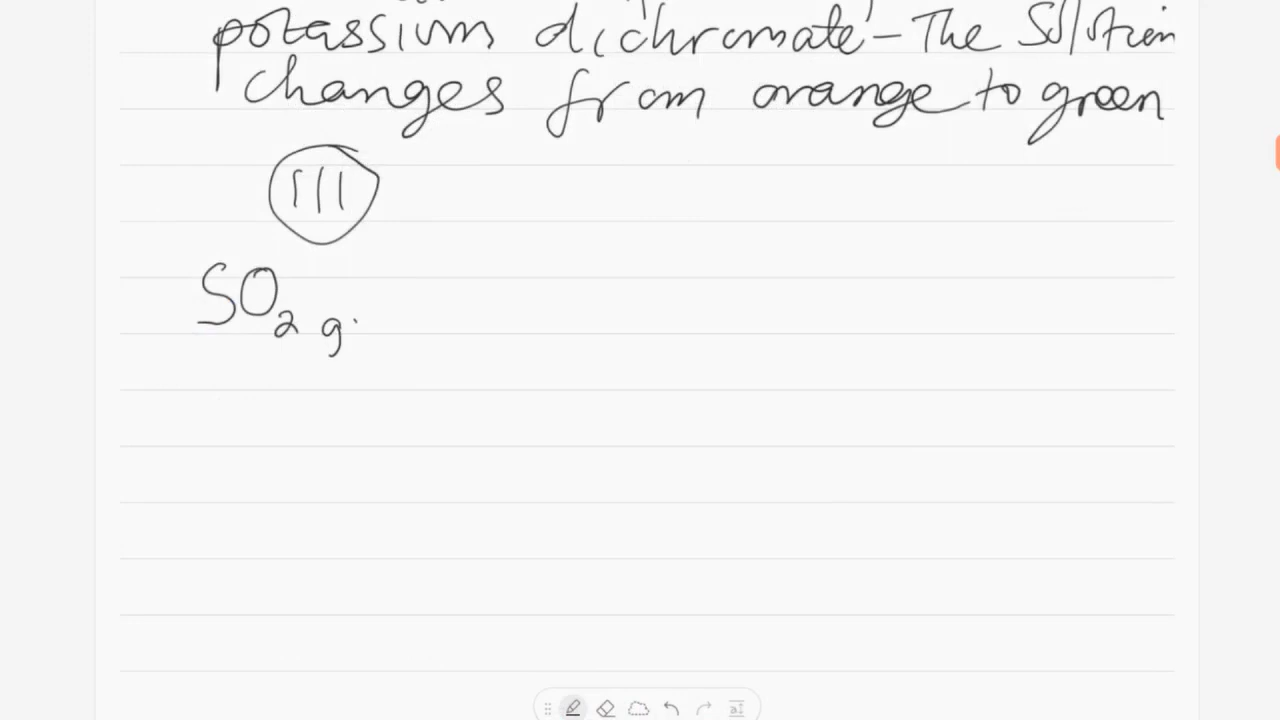 potassium dichromate - The Solution
changes from orange to green
III
SO2 g